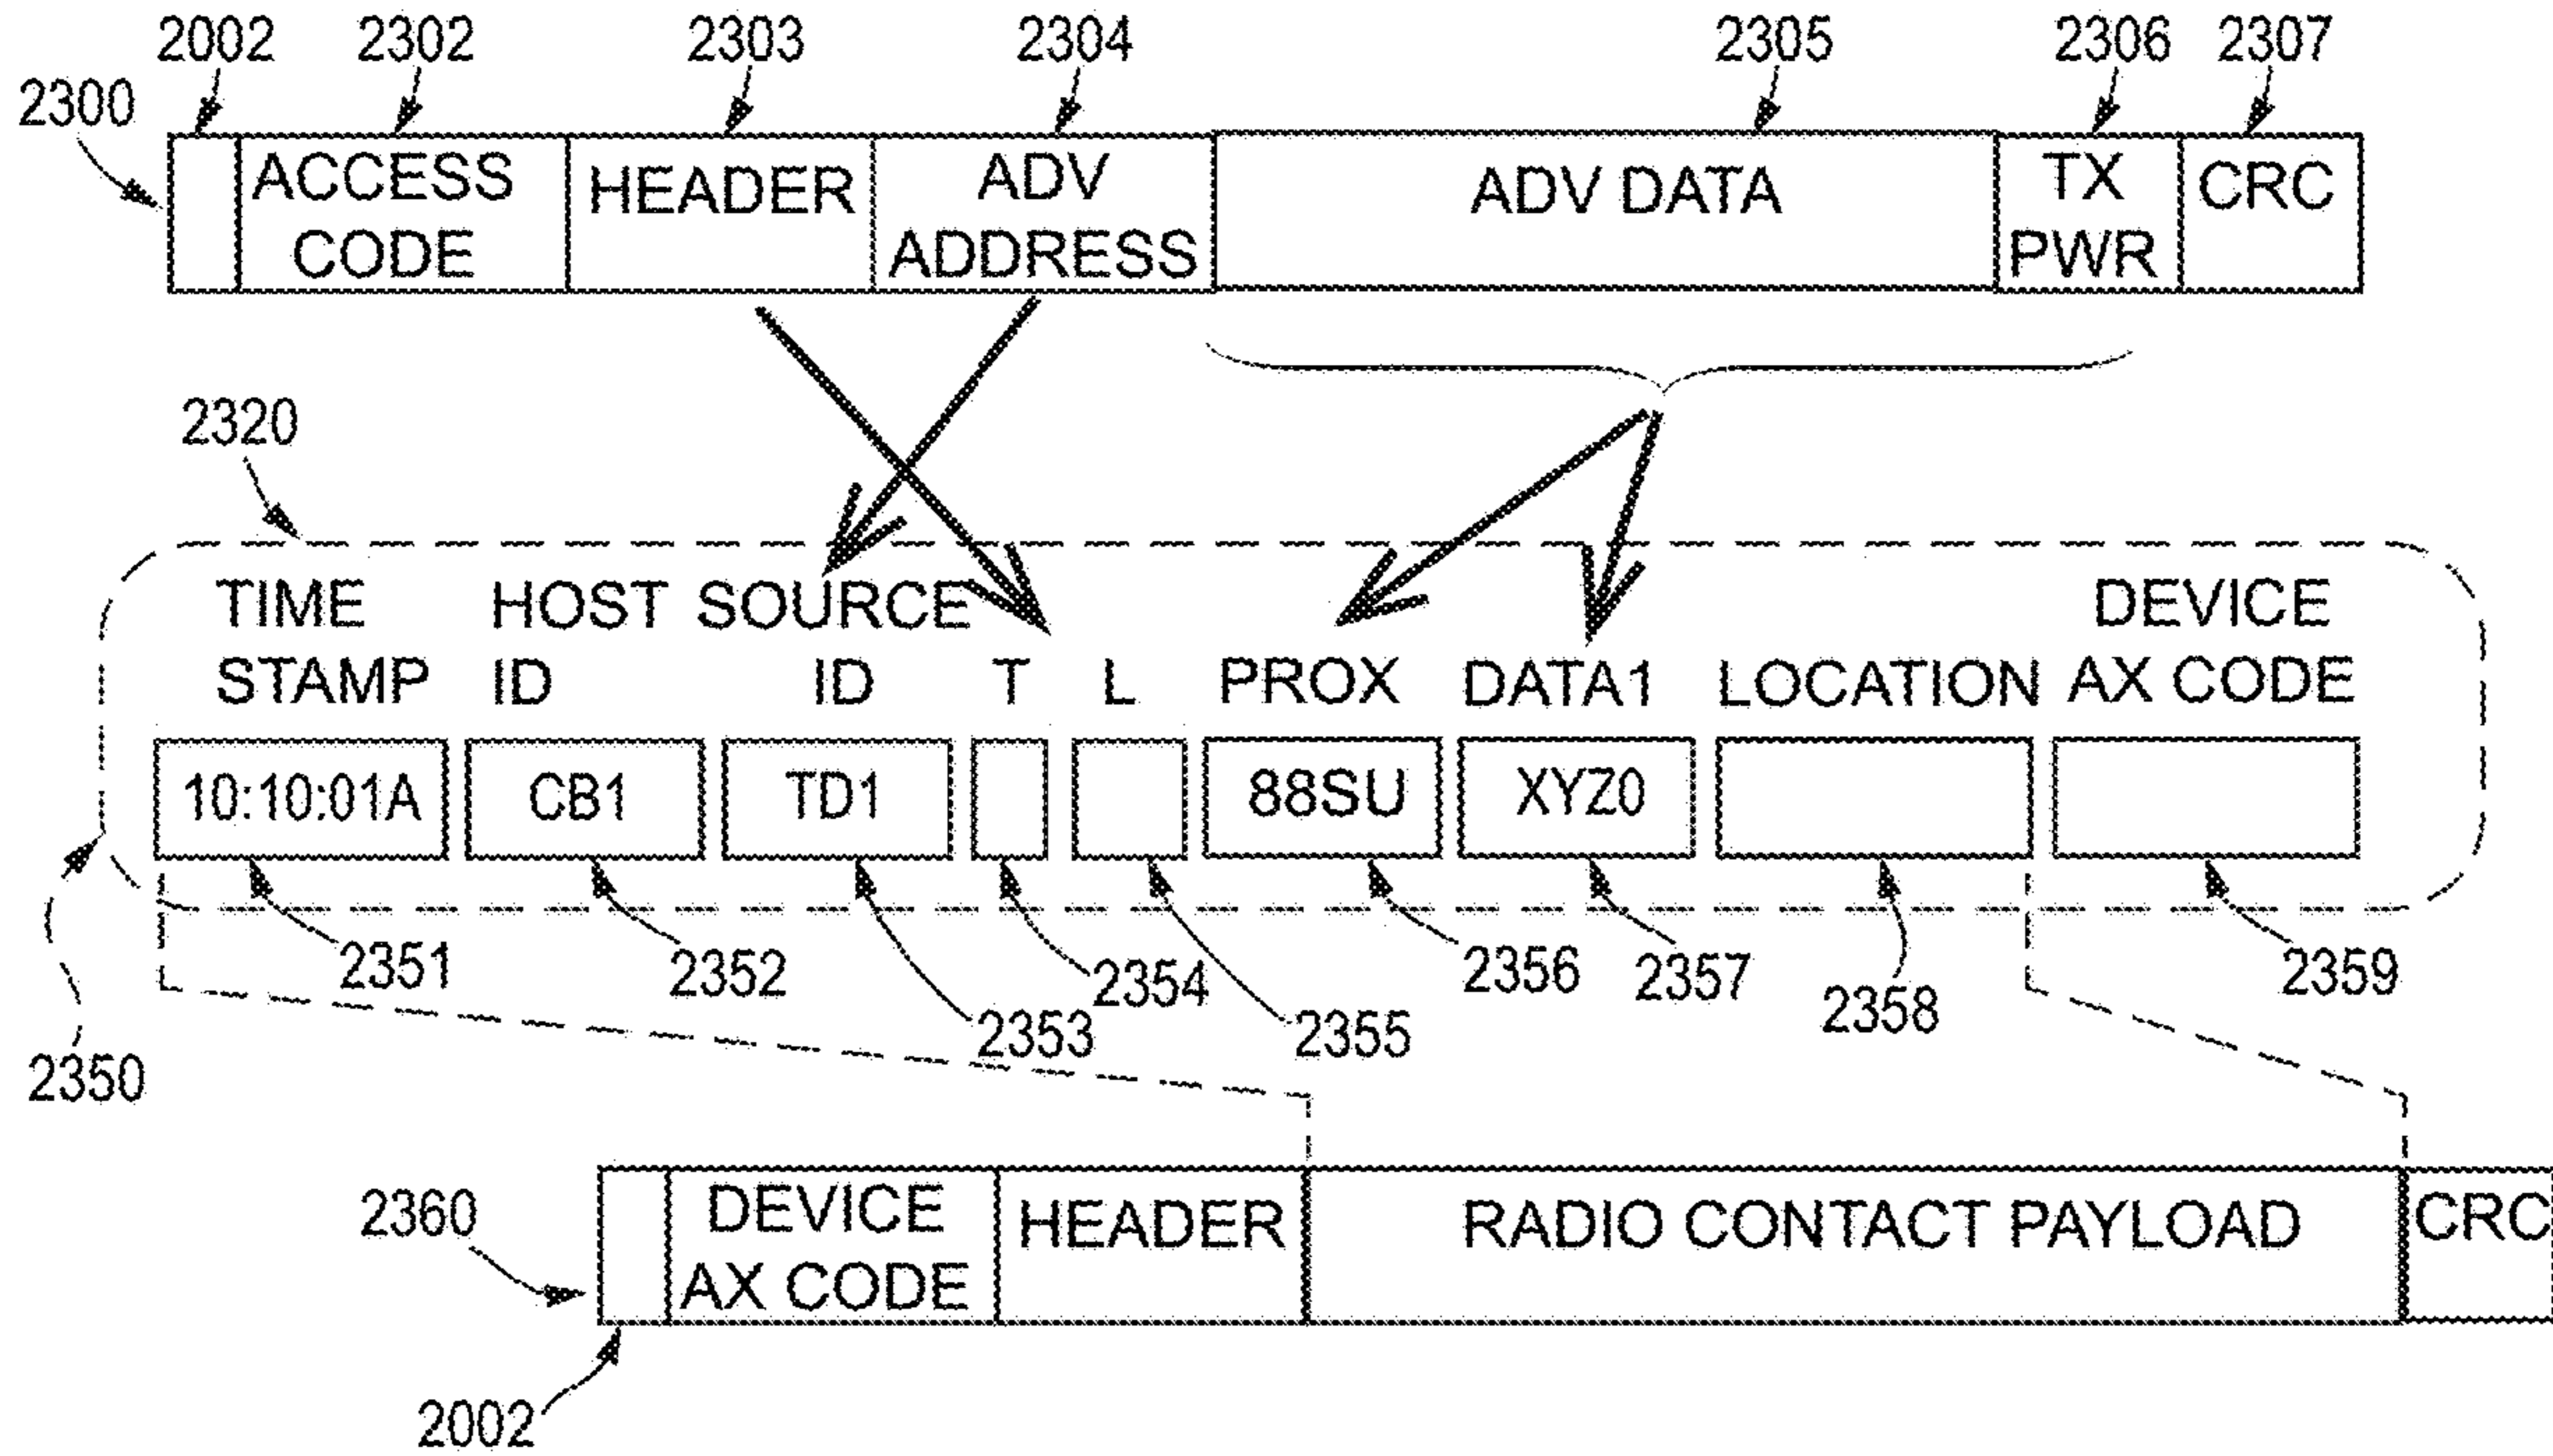 2002 2302 2303 2304 2305 2306 2307
2300
ACCESS HEADER ADV ADV DATA TX CRC
CODE ADDRESS PWR
2320
TIME HOST SOURCE DEVICE
STAMP ID ID T L PROX DATA1 LOCATION AX CODE
10:10:01A CB1 TD1 88SU XYZ0
2351 2352 2354 2356 2357 2359
2353 2355 2358
2350
2360 DEVICE HEADER RADIO CONTACT PAYLOAD CRC
AX CODE
2002